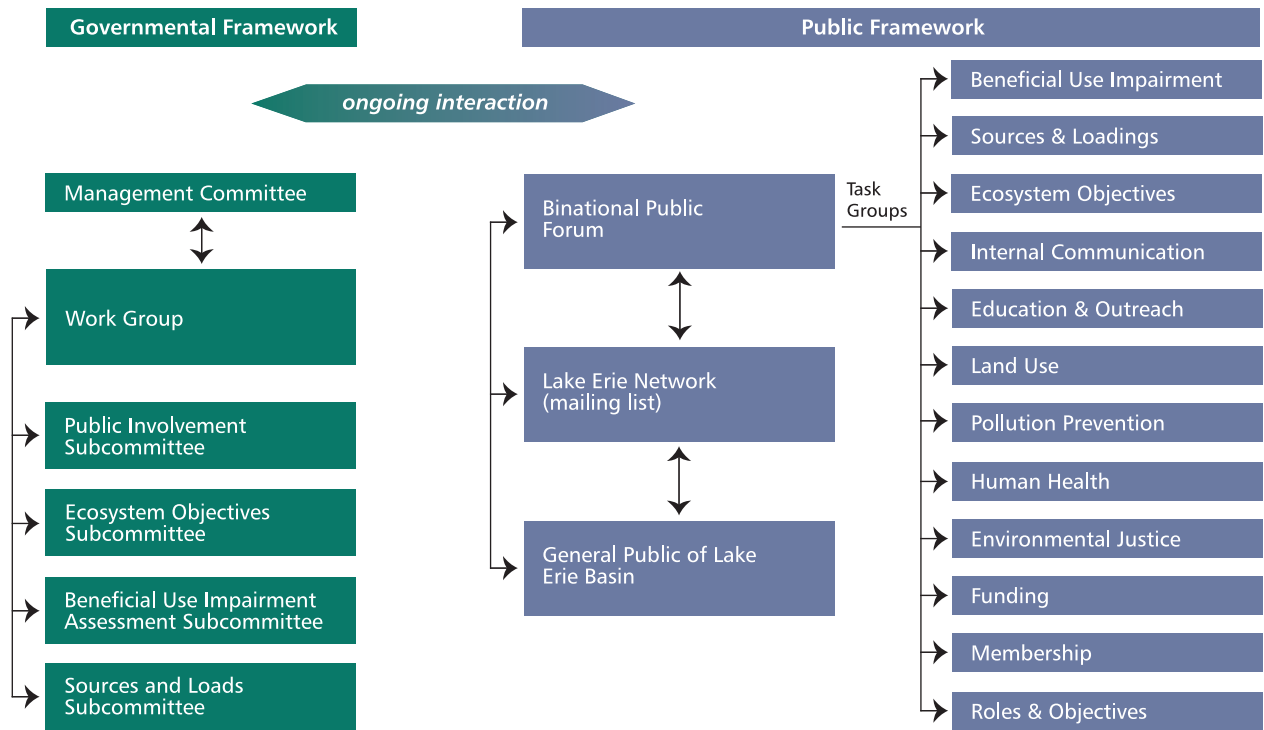 Governmental Framework
Public Framework
ongoing interaction
Management Committee
Work Group
Public Involvement
Subcommittee
Ecosystem Objectives
Subcommittee
Beneficial Use Impairment
Assessment Subcommittee
Sources and Loads
Subcommittee
Binational Public
Forum
Lake Erie Network
(mailing list)
General Public of Lake
Erie Basin
Task
Groups
Beneficial Use Impairment
Sources & Loadings
Ecosystem Objectives
Internal Communication
Education & Outreach
Land Use
Pollution Prevention
Human Health
Environmental Justice
Funding
Membership
Roles & Objectives